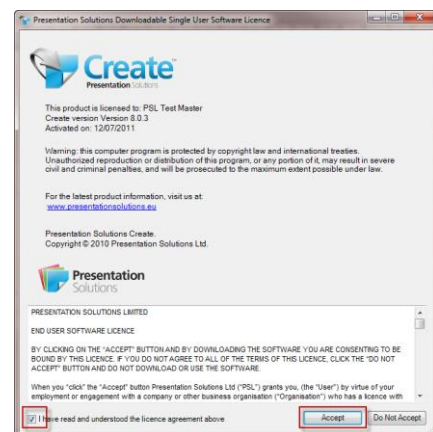 Presentation Solutions Downloadable Single User Software Licence
Create™
Presentation Solutions
This product is licensed to: PSL Test Master
Create version Version 8.0.3
Activated on: 12/07/2011
Warning: this computer program is protected by copyright law and international treaties.
Unauthorized reproduction or distribution of this program, or any portion of it, may result in severe
civil and criminal penalties, and will be prosecuted to the maximum extent possible under law.
For the latest product information, visit us at:
www.presentationsolutions.eu
Presentation Solutions Create.
Copyright © 2010 Presentation Solutions Ltd.
Presentation
Solutions
PRESENTATION SOLUTIONS LIMITED
END USER SOFTWARE LICENCE
BY CLICKING ON THE "ACCEPT" BUTTON AND BY DOWNLOADING THE SOFTWARE YOU ARE CONSENTING TO BE
BOUND BY THIS LICENCE. IF YOU DO NOT AGREE TO ALL OF THE TERMS OF THIS LICENCE, CLICK THE "DO NOT
ACCEPT" BUTTON AND DO NOT DOWNLOAD OR USE THE SOFTWARE.
When you "click" the "Accept" button Presentation Solutions Ltd ("PSL") grants you, (the "User") by virtue of your
employment or engagement with a company or other business organisation ("Organisation") who has a licence with
I have read and understood the licence agreement above
Accept
Do Not Accept